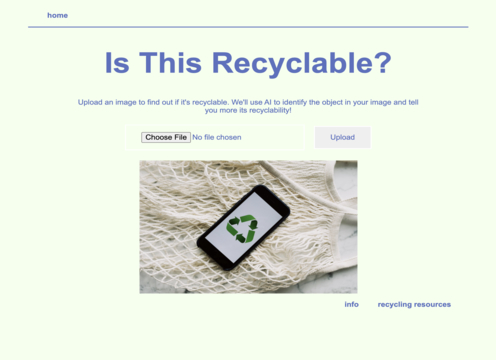 home
Is This Recyclable?
Upload an image to find out if it's recyclable. We'll use AI to identify the object in your image and tell
you more its recyclability!
Choose File No file chosen Upload
info recycling resources